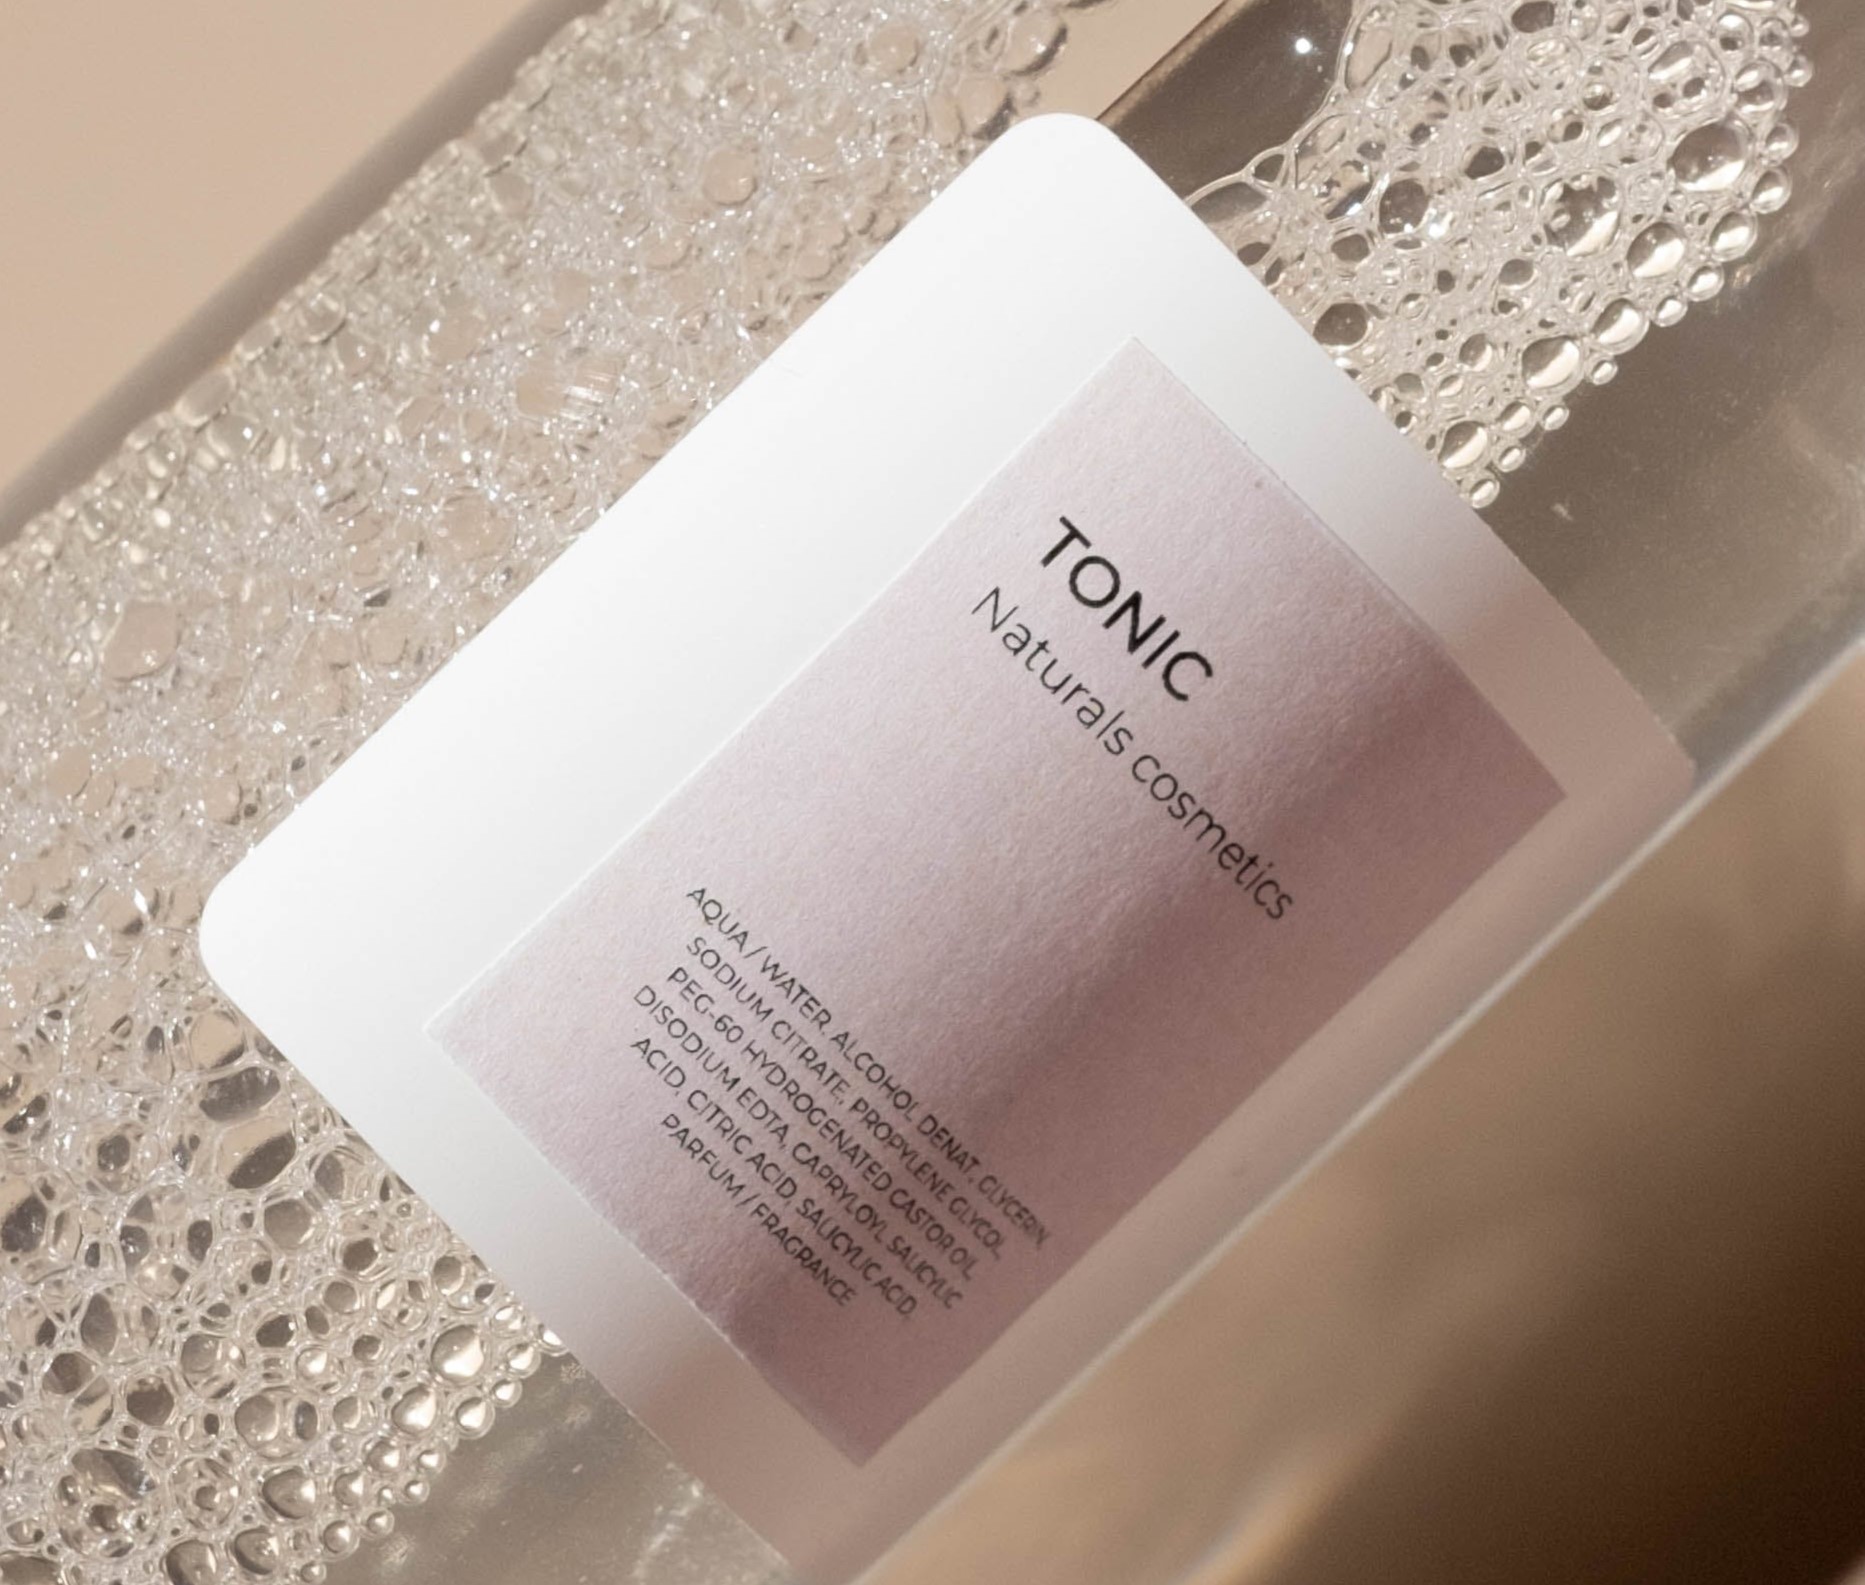 TONIC
Naturals cosmetics
AQUA / WATER, ALCOHOL DENAT., GLYCERIN,
SODIUM CITRATE, PROPYLENE GLYCOL,
PEG-60 HYDROGENATED CASTOR OIL,
DISODIUM EDTA, CAPRYLOYL SALICYLIC
ACID, CITRIC ACID, SALICYLIC ACID,
PARFUM / FRAGRANCE